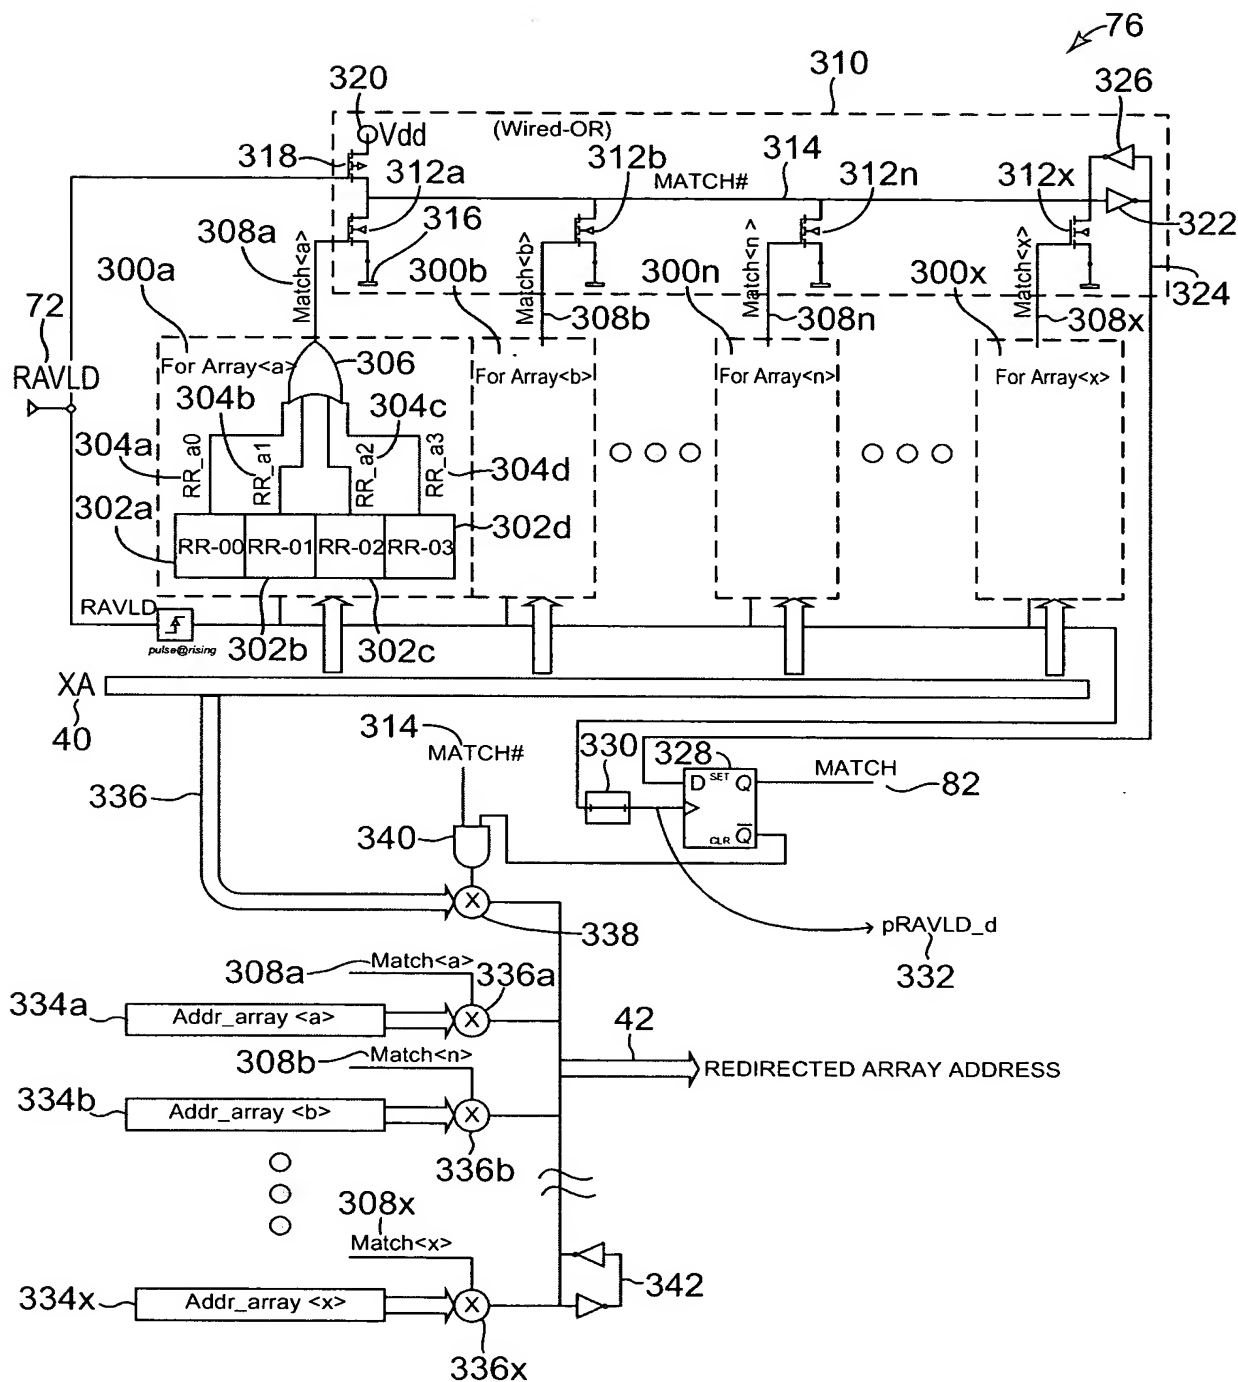 76
310
326
320
Vdd
(Wired-OR)
318
312a
312b
314
312n
312x
MATCH#
322
316
308a
Match<a>
Match<b>
Match<n >
Match<x>
300a
300b
300n
300x
324
72
308b
308n
308x
RAVLD
For Array<a>
306
For Array<b>
For Array<n>
For Array<x>
304b
304c
304a
RR_a0
RR_a1
RR_a2
RR_a3
304d
302a
302d
RR-00
RR-01
RR-02
RR-03
RAVLD
pulse@rising
302b
302c
XA
40
314
MATCH#
330
328
MATCH
82
D
SET
Q
CLR
Q̅
336
340
338
pRAVLD_d
332
308a
Match<a>
336a
334a
Addr_array <a>
42
308b
Match<n>
REDIRECTED ARRAY ADDRESS
334b
Addr_array <b>
336b
308x
Match<x>
342
334x
Addr_array <x>
336x